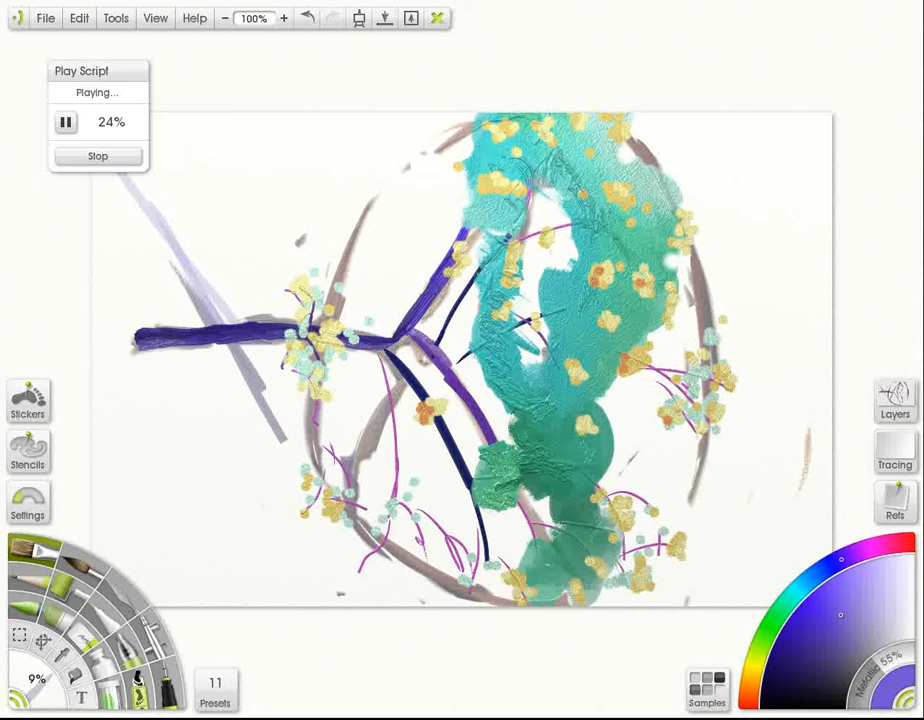 File Edit Tools View Help − 100% +
Play Script
Playing...
24%
Stop
Stickers
Stencils
Settings
Layers
Tracing
Refs
9%
T
11
Presets
Samples
Metallic 55%